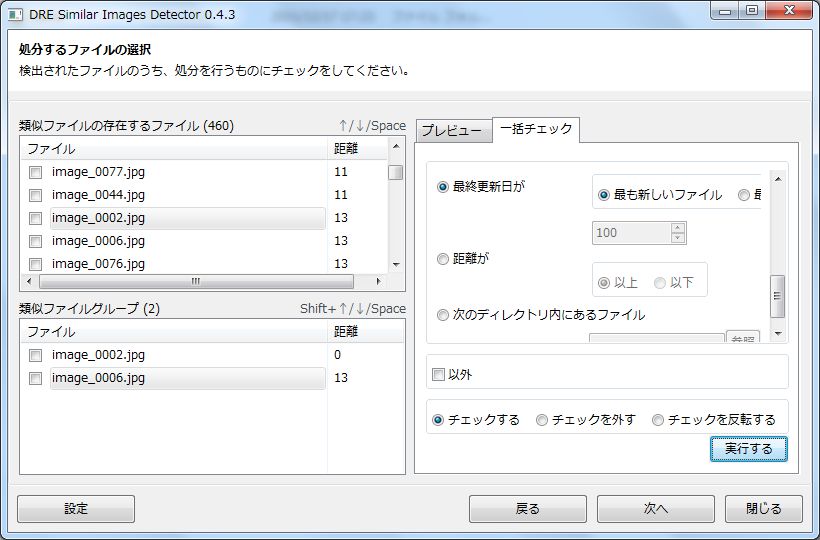 DRE Similar Images Detector 0.4.3
処分するファイルの選択
検出されたファイルのうち、処分を行うものにチェックをしてください。
類似ファイルの存在するファイル (460) ↑/↓/Space
ファイル 距離
image_0077.jpg 11
image_0044.jpg 11
image_0002.jpg 13
image_0006.jpg 13
image_0076.jpg 13
類似ファイルグループ (2) Shift+↑/↓/Space
ファイル 距離
image_0002.jpg 0
image_0006.jpg 13
プレビュー 一括チェック
最終更新日が 最も新しいファイル 最
100
距離が
以上 以下
次のディレクトリ内にあるファイル
参照
以外
チェックする チェックを外す チェックを反転する
実行する
設定 戻る 次へ 閉じる